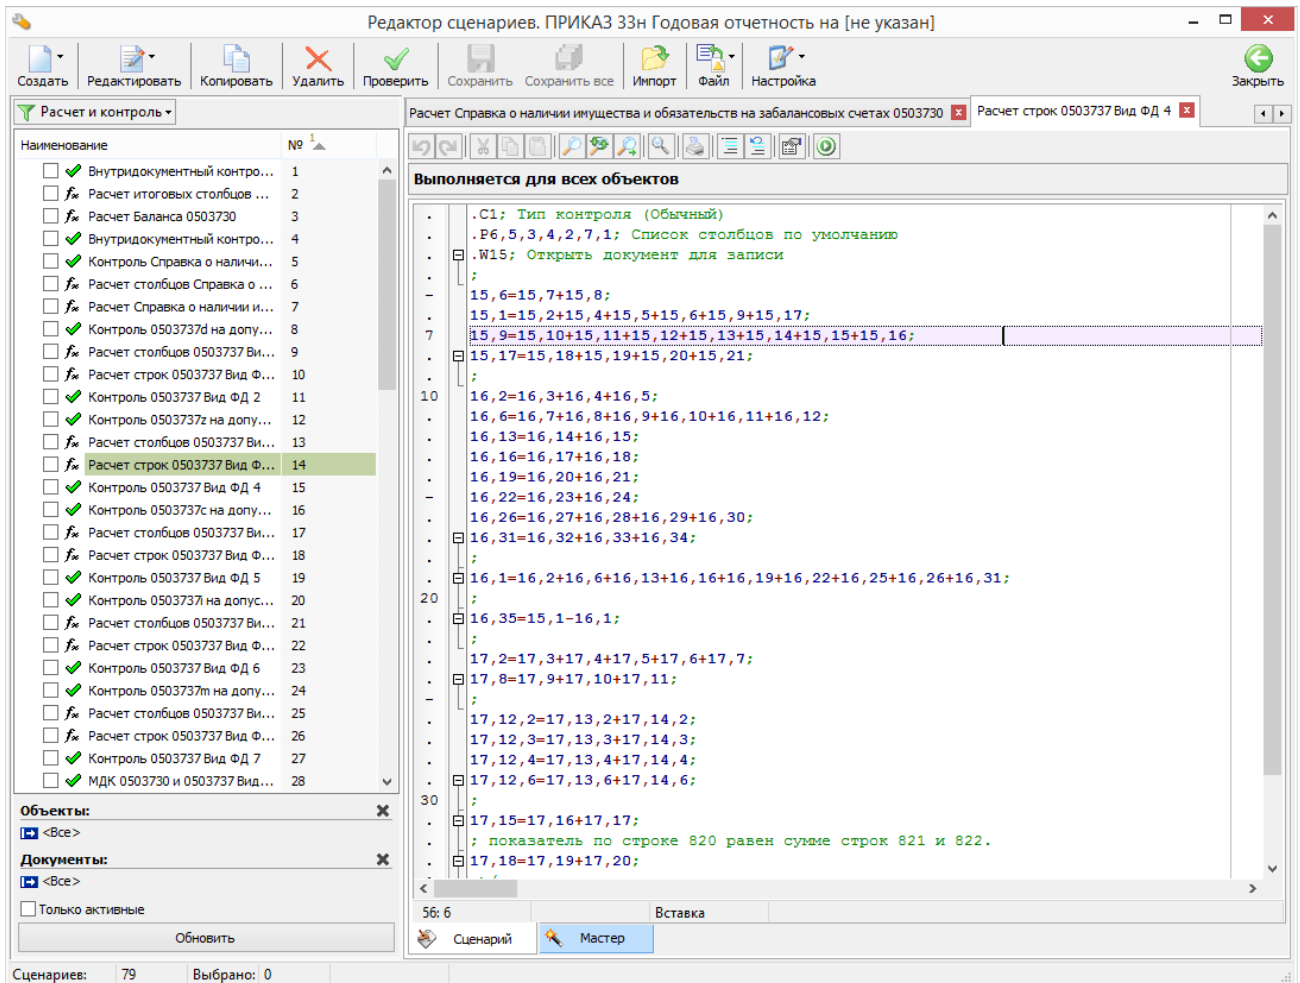 Редактор сценариев. ПРИКАЗ 33н Годовая отчетность на [не указан]
Создать Редактировать Копировать Удалить Проверить Сохранить Сохранить все Импорт Файл Настройка Закрыть
Расчет и контроль
Наименование № 1
Внутридокументный контро... 1
Расчет итоговых столбцов ... 2
Расчет Баланса 0503730 3
Внутридокументный контро... 4
Контроль Справка о наличи... 5
Расчет столбцов Справка о ... 6
Расчет Справка о наличии и... 7
Контроль 0503737d на допу... 8
Расчет столбцов 0503737 Ви... 9
Расчет строк 0503737 Вид Ф... 10
Контроль 0503737 Вид ФД 2 11
Контроль 0503737z на допу... 12
Расчет столбцов 0503737 Ви... 13
Расчет строк 0503737 Вид Ф... 14
Контроль 0503737 Вид ФД 4 15
Контроль 0503737c на допу... 16
Расчет столбцов 0503737 Ви... 17
Расчет строк 0503737 Вид Ф... 18
Контроль 0503737 Вид ФД 5 19
Контроль 0503737i на допус... 20
Расчет столбцов 0503737 Ви... 21
Расчет строк 0503737 Вид Ф... 22
Контроль 0503737 Вид ФД 6 23
Контроль 0503737m на допу... 24
Расчет столбцов 0503737 Ви... 25
Расчет строк 0503737 Вид Ф... 26
Контроль 0503737 Вид ФД 7 27
МДК 0503730 и 0503737 Вид... 28
Объекты:
<Все>
Документы:
<Все>
Только активные
Обновить
Сценариев: 79 Выбрано: 0
Расчет Справка о наличии имущества и обязательств на забалансовых счетах 0503730
Расчет строк 0503737 Вид ФД 4
Выполняется для всех объектов
.C1; Тип контроля (Обычный)
.P6,5,3,4,2,7,1; Список столбцов по умолчанию
.W15; Открыть документ для записи
;
15,6=15,7+15,8;
15,1=15,2+15,4+15,5+15,6+15,9+15,17;
7 15,9=15,10+15,11+15,12+15,13+15,14+15,15+15,16;
15,17=15,18+15,19+15,20+15,21;
;
10 16,2=16,3+16,4+16,5;
16,6=16,7+16,8+16,9+16,10+16,11+16,12;
16,13=16,14+16,15;
16,16=16,17+16,18;
16,19=16,20+16,21;
16,22=16,23+16,24;
16,26=16,27+16,28+16,29+16,30;
16,31=16,32+16,33+16,34;
;
16,1=16,2+16,6+16,13+16,16+16,19+16,22+16,25+16,26+16,31;
20 ;
16,35=15,1-16,1;
;
17,2=17,3+17,4+17,5+17,6+17,7;
17,8=17,9+17,10+17,11;
;
17,12,2=17,13,2+17,14,2;
17,12,3=17,13,3+17,14,3;
17,12,4=17,13,4+17,14,4;
17,12,6=17,13,6+17,14,6;
30 ;
17,15=17,16+17,17;
; показатель по строке 820 равен сумме строк 821 и 822.
17,18=17,19+17,20;
56: 6 Вставка
Сценарий Мастер